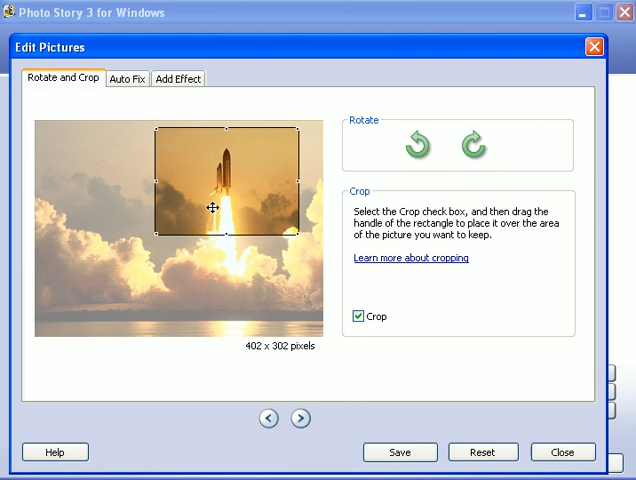 Photo Story 3 for Windows
Edit Pictures
Rotate and Crop
Auto Fix
Add Effect
Rotate
Crop
Select the Crop check box, and then drag the
handle of the rectangle to place it over the area
of the picture you want to keep.
Learn more about cropping
Crop
402 x 302 pixels
Help
Save
Reset
Close